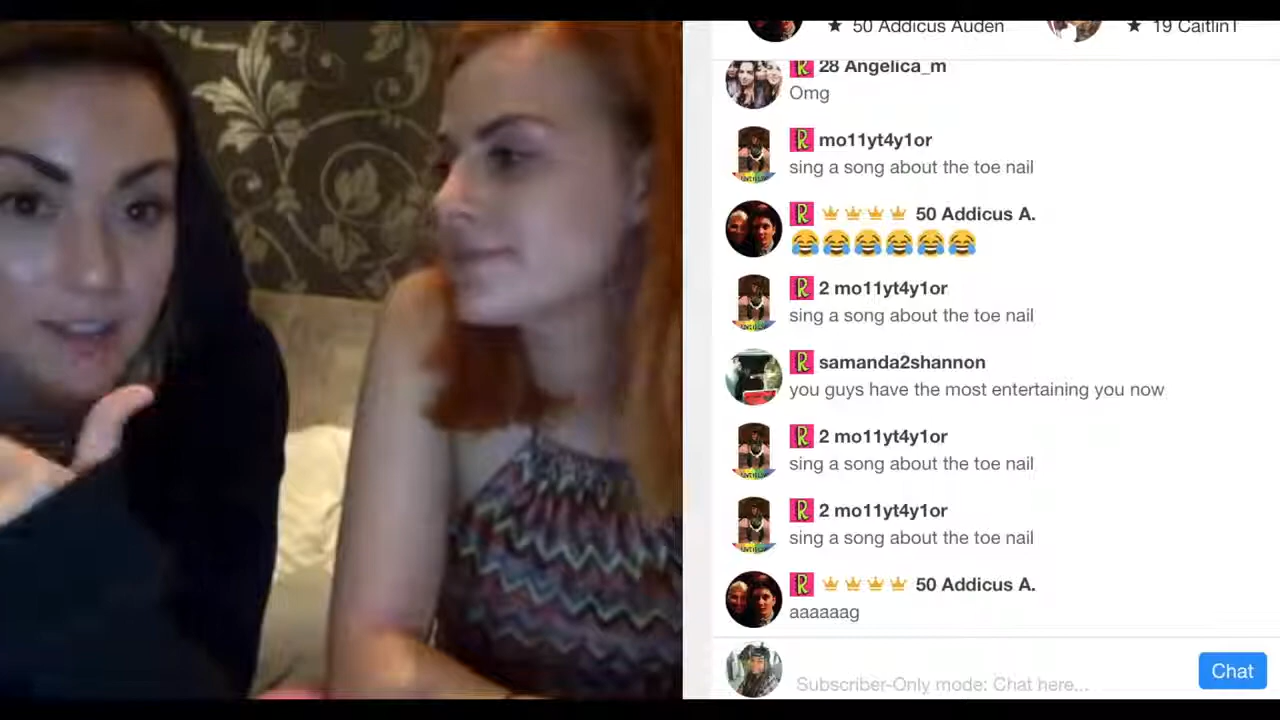 ★ 50 Addicus Auden ★ 19 CaitlinT
R 28 Angelica_m
Omg
R mo11yt4y1or
sing a song about the toe nail
R 50 Addicus A.
😂😂😂😂😂😂
R 2 mo11yt4y1or
sing a song about the toe nail
R samanda2shannon
you guys have the most entertaining you now
R 2 mo11yt4y1or
sing a song about the toe nail
R 2 mo11yt4y1or
sing a song about the toe nail
R 50 Addicus A.
aaaaaag
Subscriber-Only mode: Chat here...
Chat